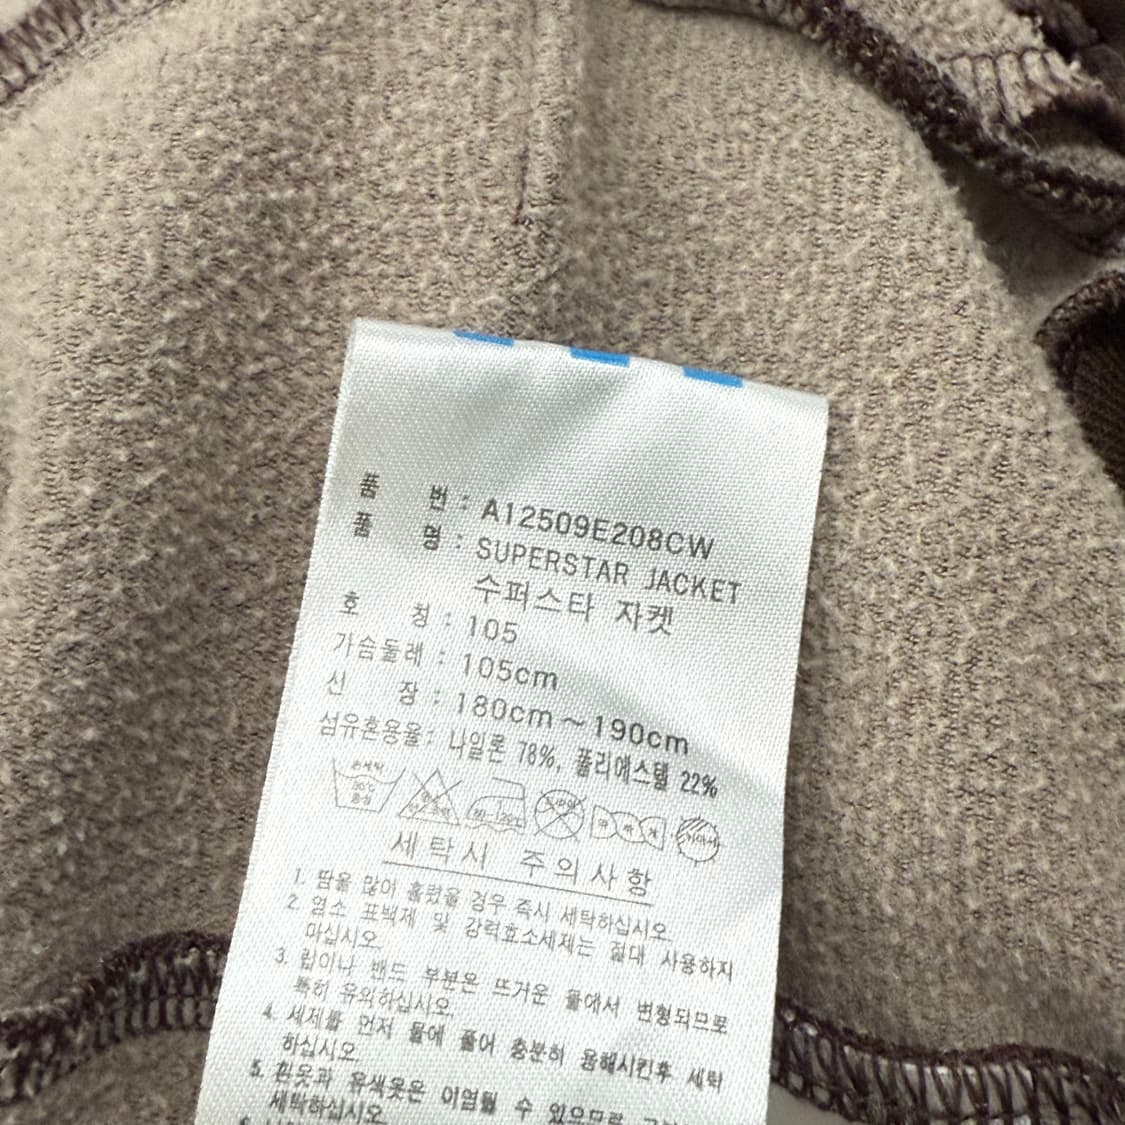 품 번 : A12509E208CW
품 명 : SUPERSTAR JACKET
수퍼스타 자켓
호 칭 : 105
가슴둘레 : 105cm
신 장 : 180cm~190cm
섬유혼용율: 나일론 78%, 폴리에스텔 22%
손세탁 30℃ 중성
세탁시 주의사항
1. 땀을 많이 흘렸을 경우 즉시 세탁하십시오.
2. 염소 표백제 및 강력효소세제는 절대 사용하지
마십시오.
3. 립이나 밴드 부분은 뜨거운 물에서 변형되므로
특히 유의하십시오.
4. 세제를 먼저 물에 풀어 충분히 용해시킨후 세탁
하십시오.
5. 흰옷과 유색옷은 이염될 수 있으므로
세탁하십시오.